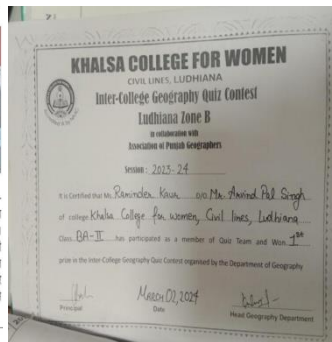 KHALSA COLLEGE FOR WOMEN
CIVIL LINES, LUDHIANA
Inter-College Geography Quiz Contest
Ludhiana Zone B
in collaboration with
Association of Punjab Geographers
Session : 2023-24
It is Certified that Ms. Raminder Kaur D/O Mr. Arvind Pal Singh
of college Khalsa College for women, Civil lines, Ludhiana
Class BA-II has participated as a member of Quiz Team and Won 1st
prize in the Inter-College Geography Quiz Contest organised by the Department of Geography
March 02, 2024
Principal Date Head Geography Department